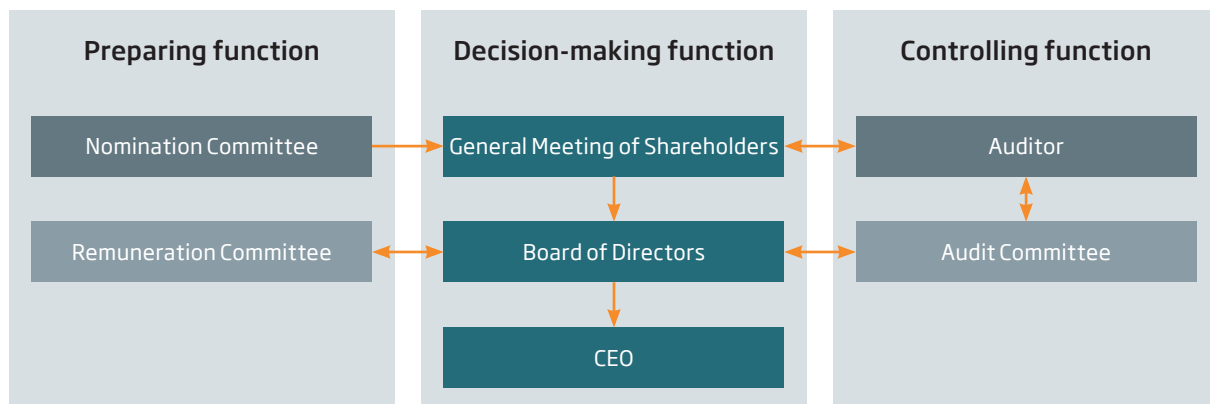 Preparing function
Decision-making function
Controlling function
Nomination Committee
General Meeting of Shareholders
Auditor
Remuneration Committee
Board of Directors
Audit Committee
CEO